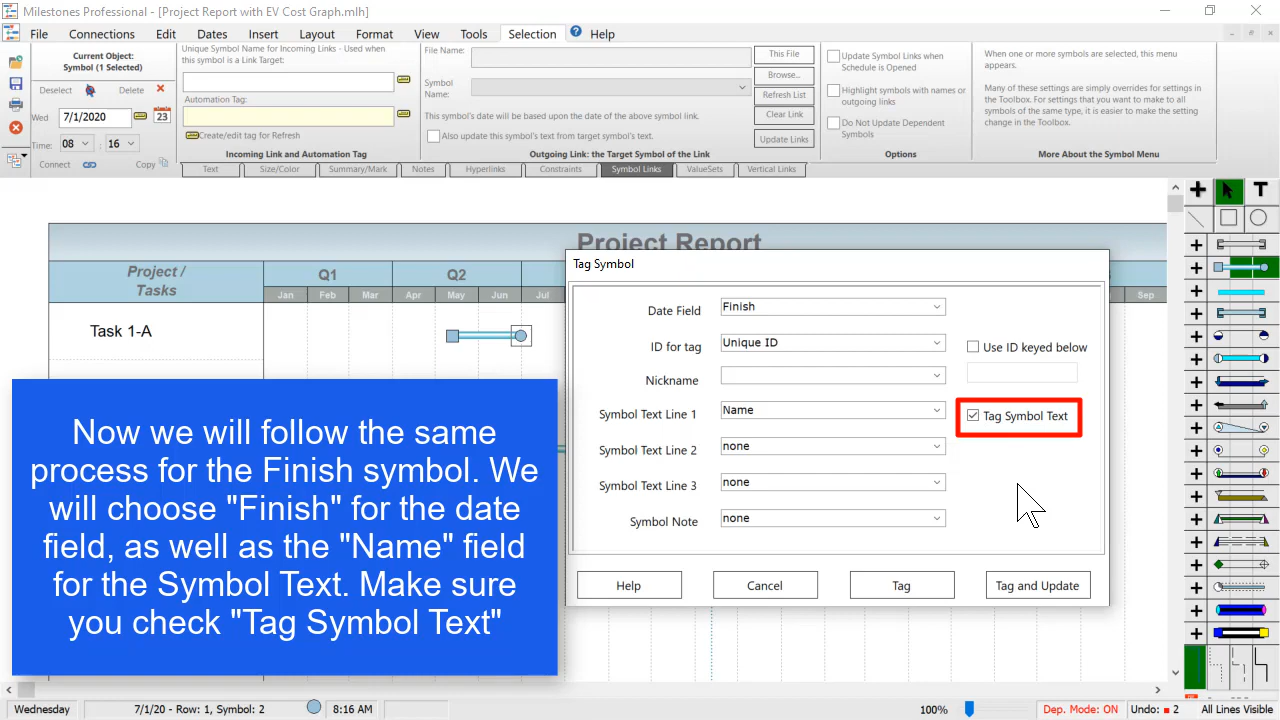 Milestones Professional - [Project Report with EV Cost Graph.mlh]
File Connections Edit Dates Insert Layout Format View Tools Selection Help
Current Object:
Symbol (1 Selected)
Deselect Delete
Wed 7/1/2020 23
Time: 08 : 16
Connect Copy
Unique Symbol Name for Incoming Links - Used when
this symbol is a Link Target:
Automation Tag:
Create/edit tag for Refresh
Incoming Link and Automation Tag
File Name:
Symbol
Name:
This symbol's date will be based upon the date of the above symbol link.
Also update this symbol's text from target symbol's text.
Outgoing Link: the Target Symbol of the Link
This File
Browse...
Refresh List
Clear Link
Update Links
Update Symbol Links when
Schedule is Opened
Highlight symbols with names or
outgoing links
Do Not Update Dependent
Symbols
Options
When one or more symbols are selected, this menu
appears.
Many of these settings are simply overrides for settings in
the Toolbox. For settings that you want to make to all
symbols of the same type, it is easier to make the setting
change in the Toolbox.
More About the Symbol Menu
Text Size/Color Summary/Mark Notes Hyperlinks Constraints Symbol Links ValueSets Vertical Links
T
Project Report
Project /
Tasks
Q1 Q2
Jan Feb Mar Apr May Jun Jul Sep
Task 1-A
Tag Symbol
Date Field Finish
ID for tag Unique ID Use ID keyed below
Nickname
Symbol Text Line 1 Name Tag Symbol Text
Symbol Text Line 2 none
Symbol Text Line 3 none
Symbol Note none
Help Cancel Tag Tag and Update
Now we will follow the same
process for the Finish symbol. We
will choose "Finish" for the date
field, as well as the "Name" field
for the Symbol Text. Make sure
you check "Tag Symbol Text"
Wednesday 7/1/20 - Row: 1, Symbol: 2 8:16 AM 100% Dep. Mode: ON Undo: 2 All Lines Visible